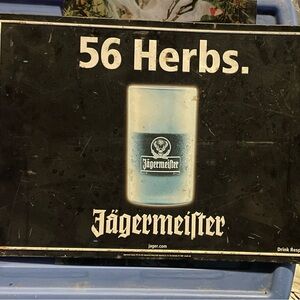 56 Herbs.
Jägermeiſter
Jägermeiſter
jager.com
Drink Resp